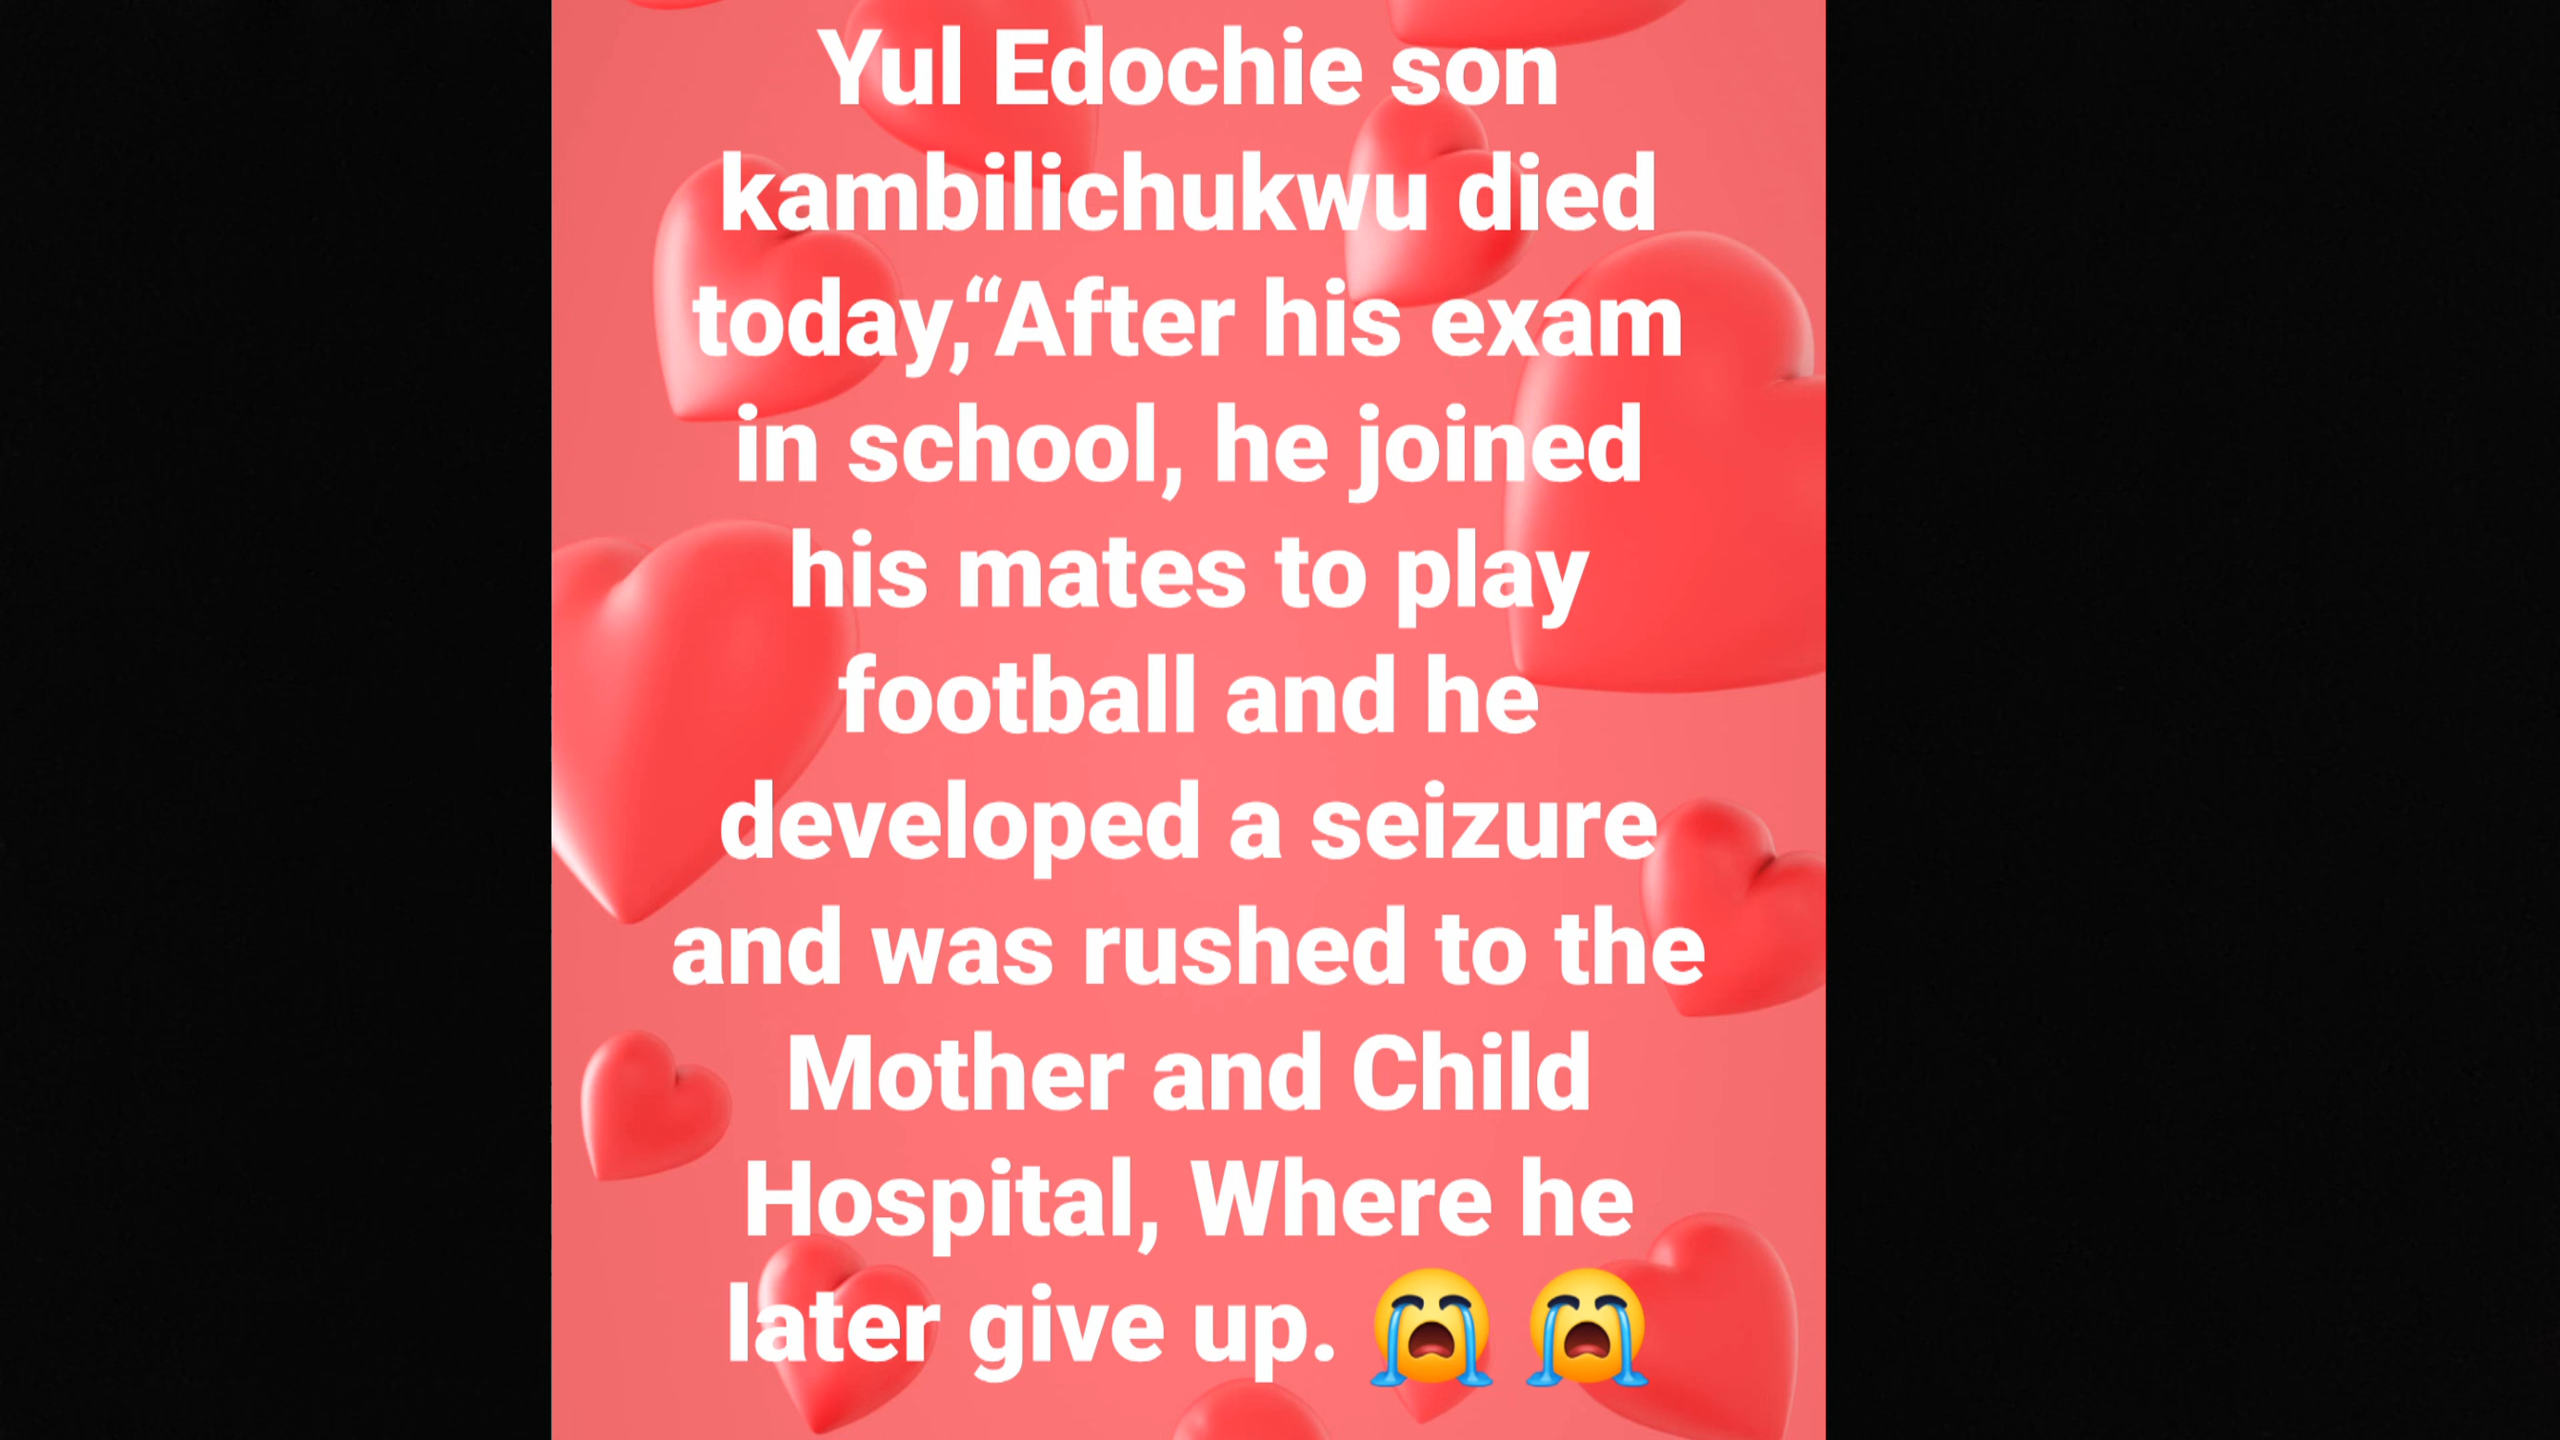 Yul Edochie son
kambilichukwu died
today,“After his exam
in school, he joined
his mates to play
football and he
developed a seizure
and was rushed to the
Mother and Child
Hospital, Where he
later give up. 😭 😭